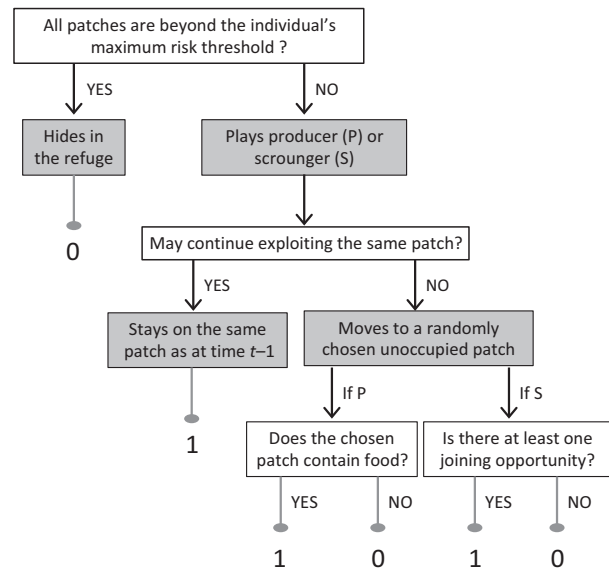 All patches are beyond the individual's
maximum risk threshold ?
YES
NO
Hides in
the refuge
Plays producer (P) or
scrounger (S)
0
May continue exploiting the same patch?
YES
NO
Stays on the same
patch as at time t–1
Moves to a randomly
chosen unoccupied patch
If P
If S
1
Does the chosen
patch contain food?
Is there at least one
joining opportunity?
YES
NO
YES
NO
1
0
1
0